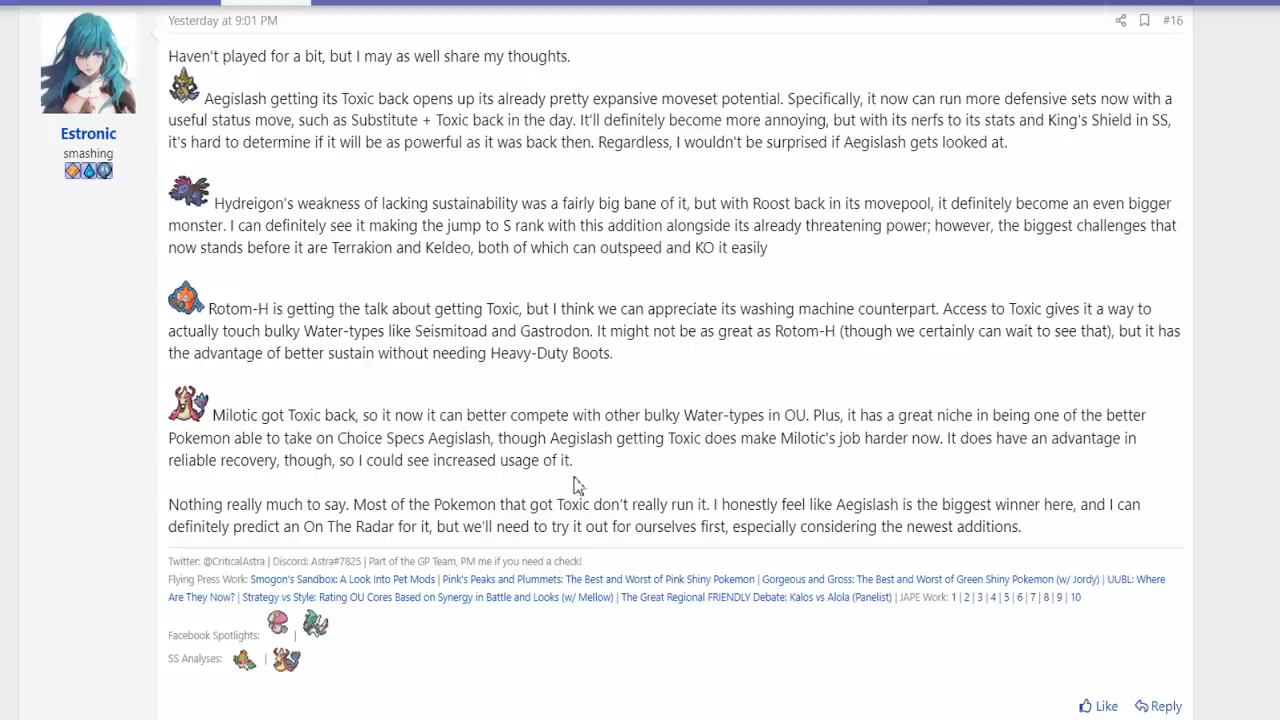 Yesterday at 9:01 PM
#16
Estronic
smashing
Haven't played for a bit, but I may as well share my thoughts.
Aegislash getting its Toxic back opens up its already pretty expansive moveset potential. Specifically, it now can run more defensive sets now with a
useful status move, such as Substitute + Toxic back in the day. It'll definitely become more annoying, but with its nerfs to its stats and King's Shield in SS,
it's hard to determine if it will be as powerful as it was back then. Regardless, I wouldn't be surprised if Aegislash gets looked at.
Hydreigon's weakness of lacking sustainability was a fairly big bane of it, but with Roost back in its movepool, it definitely become an even bigger
monster. I can definitely see it making the jump to S rank with this addition alongside its already threatening power; however, the biggest challenges that
now stands before it are Terrakion and Keldeo, both of which can outspeed and KO it easily
Rotom-H is getting the talk about getting Toxic, but I think we can appreciate its washing machine counterpart. Access to Toxic gives it a way to
actually touch bulky Water-types like Seismitoad and Gastrodon. It might not be as great as Rotom-H (though we certainly can wait to see that), but it has
the advantage of better sustain without needing Heavy-Duty Boots.
Milotic got Toxic back, so it now it can better compete with other bulky Water-types in OU. Plus, it has a great niche in being one of the better
Pokemon able to take on Choice Specs Aegislash, though Aegislash getting Toxic does make Milotic's job harder now. It does have an advantage in
reliable recovery, though, so I could see increased usage of it.
Nothing really much to say. Most of the Pokemon that got Toxic don't really run it. I honestly feel like Aegislash is the biggest winner here, and I can
definitely predict an On The Radar for it, but we'll need to try it out for ourselves first, especially considering the newest additions.
Twitter: @CriticalAstra | Discord: Astra#7825 | Part of the GP Team, PM me if you need a check!
Flying Press Work: Smogon's Sandbox: A Look Into Pet Mods | Pink's Peaks and Plummets: The Best and Worst of Pink Shiny Pokemon | Gorgeous and Gross: The Best and Worst of Green Shiny Pokemon (w/ Jordy) | UUBL: Where
Are They Now? | Strategy vs Style: Rating OU Cores Based on Synergy in Battle and Looks (w/ Mellow) | The Great Regional FRIENDLY Debate: Kalos vs Alola (Panelist) | JAPE Work: 1 | 2 | 3 | 4 | 5 | 6 | 7 | 8 | 9 | 10
Facebook Spotlights: |
SS Analyses: |
Like Reply